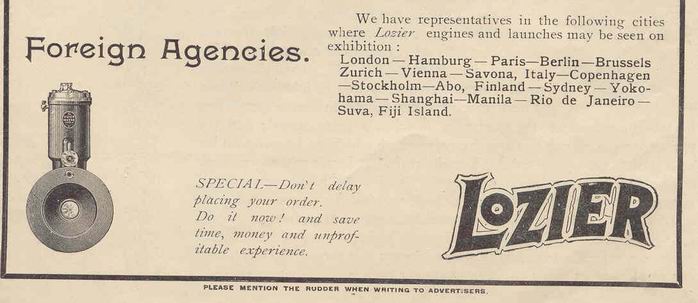 Foreign Agencies.
We have representatives in the following cities
where Lozier engines and launches may be seen on
exhibition :
London — Hamburg — Paris—Berlin—Brussels
Zurich — Vienna — Savona, Italy—Copenhagen
—Stockholm—Abo, Finland — Sydney — Yoko-
hama — Shanghai—Manila — Rio de Janeiro —
Suva, Fiji Island.
SPECIAL—Don't delay
placing your order.
Do it now! and save
time, money and unprof-
itable experience.
LOZIER
PLEASE MENTION THE RUDDER WHEN WRITING TO ADVERTISERS.